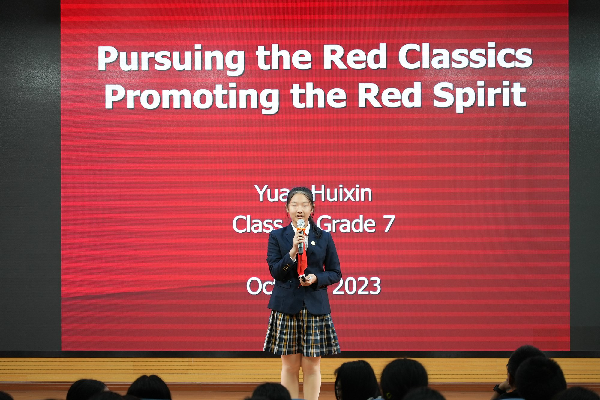 Pursuing the Red Classics
Promoting the Red Spirit
Huixin
Class Grade 7
2023